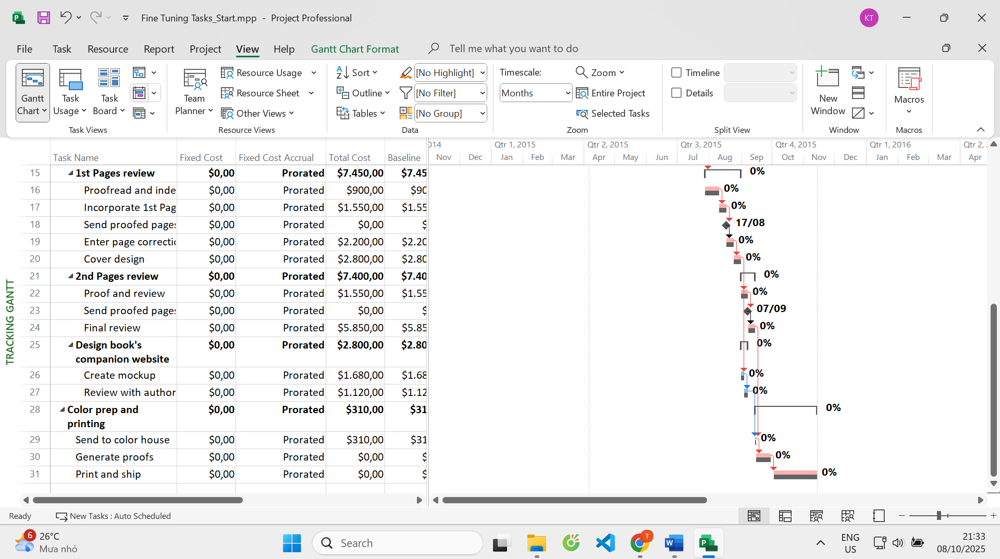 Fine Tuning Tasks_Start.mpp - Project Professional
KT
File Task Resource Report Project View Help Gantt Chart Format Tell me what you want to do
Gantt Chart
Task Usage
Task Board
Task Views
Team Planner
Resource Usage
Resource Sheet
Other Views
Resource Views
Sort
Outline
Tables
[No Highlight]
[No Filter]
[No Group]
Data
Timescale:
Months
Zoom
Entire Project
Selected Tasks
Zoom
Timeline
Details
Split View
New Window
Window
Macros
Macros
Task Name Fixed Cost Fixed Cost Accrual Total Cost Baseline
014 Qtr 1, 2015 Qtr 2, 2015 Qtr 3, 2015 Qtr 4, 2015 Qtr 1, 2016 Qtr 2,
Nov Dec Jan Feb Mar Apr May Jun Jul Aug Sep Oct Nov Dec Jan Feb Mar Apr
TRACKING GANTT
15 1st Pages review $0,00 Prorated $7.450,00 $7.45 0%
16 Proofread and inde $0,00 Prorated $900,00 $90 0%
17 Incorporate 1st Pag $0,00 Prorated $1.550,00 $1.55 0%
18 Send proofed pages $0,00 Prorated $0,00 $ 17/08
19 Enter page correctio $0,00 Prorated $2.200,00 $2.20 0%
20 Cover design $0,00 Prorated $2.800,00 $2.80 0%
21 2nd Pages review $0,00 Prorated $7.400,00 $7.40 0%
22 Proof and review $0,00 Prorated $1.550,00 $1.55 0%
23 Send proofed pages $0,00 Prorated $0,00 $ 07/09
24 Final review $0,00 Prorated $5.850,00 $5.85 0%
25 Design book's $0,00 Prorated $2.800,00 $2.80 0%
companion website
26 Create mockup $0,00 Prorated $1.680,00 $1.68 0%
27 Review with author $0,00 Prorated $1.120,00 $1.12 0%
28 Color prep and $0,00 Prorated $310,00 $31 0%
printing
29 Send to color house $0,00 Prorated $310,00 $31 0%
30 Generate proofs $0,00 Prorated $0,00 $ 0%
31 Print and ship $0,00 Prorated $0,00 $ 0%
Ready New Tasks : Auto Scheduled
6 26°C
Mưa nhỏ
Search
T
ENG
US
21:33
08/10/2025